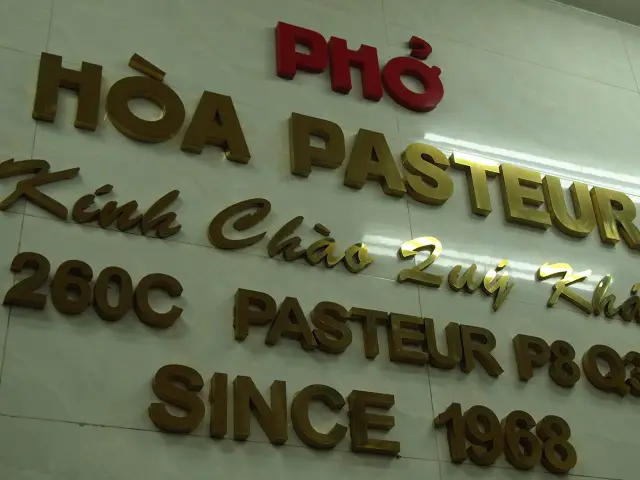 PHỞ
HÒA PASTEUR
Kính Chào Quý Khá
260C PASTEUR P8Q3
SINCE 1968